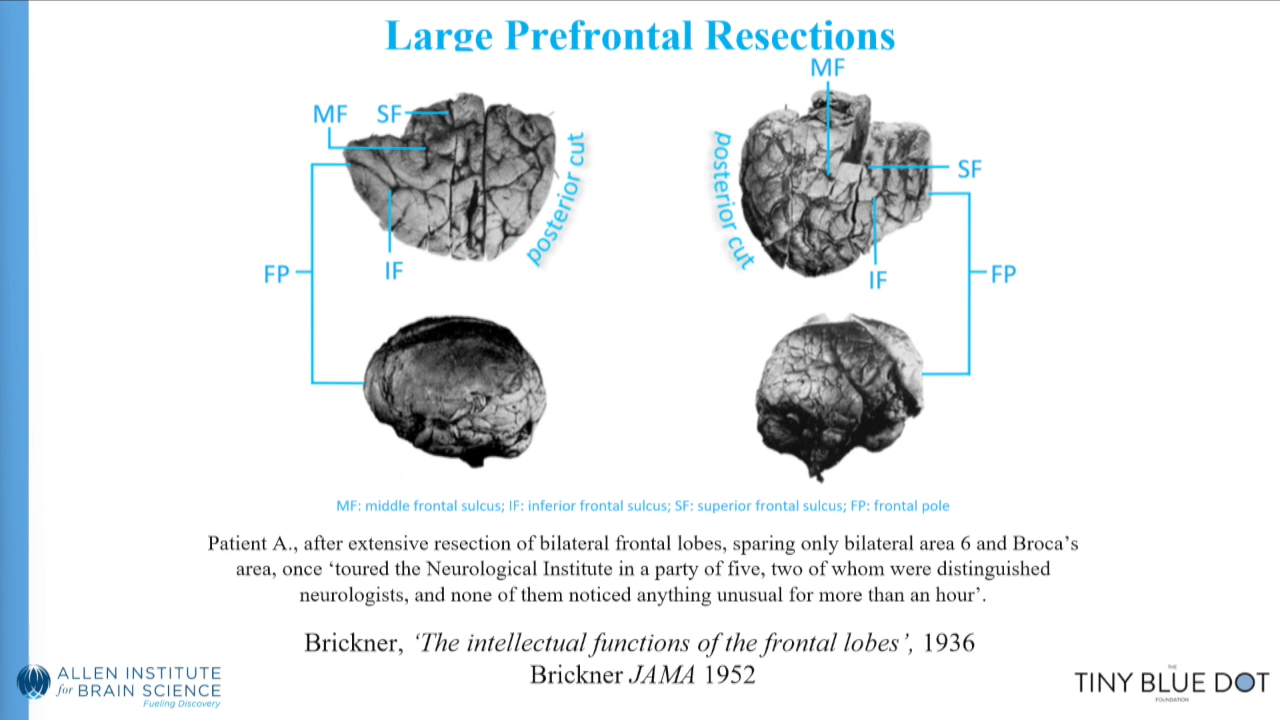 Large Prefrontal Resections
MF
MF SF
posterior cut
posterior cut
SF
FP
IF
IF
FP
MF: middle frontal sulcus; IF: inferior frontal sulcus; SF: superior frontal sulcus; FP: frontal pole
Patient A., after extensive resection of bilateral frontal lobes, sparing only bilateral area 6 and Broca’s
area, once ‘toured the Neurological Institute in a party of five, two of whom were distinguished
neurologists, and none of them noticed anything unusual for more than an hour’.
Brickner, ‘The intellectual functions of the frontal lobes’, 1936
Brickner JAMA 1952
ALLEN INSTITUTE
for BRAIN SCIENCE
Fueling Discovery
THE
TINY BLUE DOT
FOUNDATION